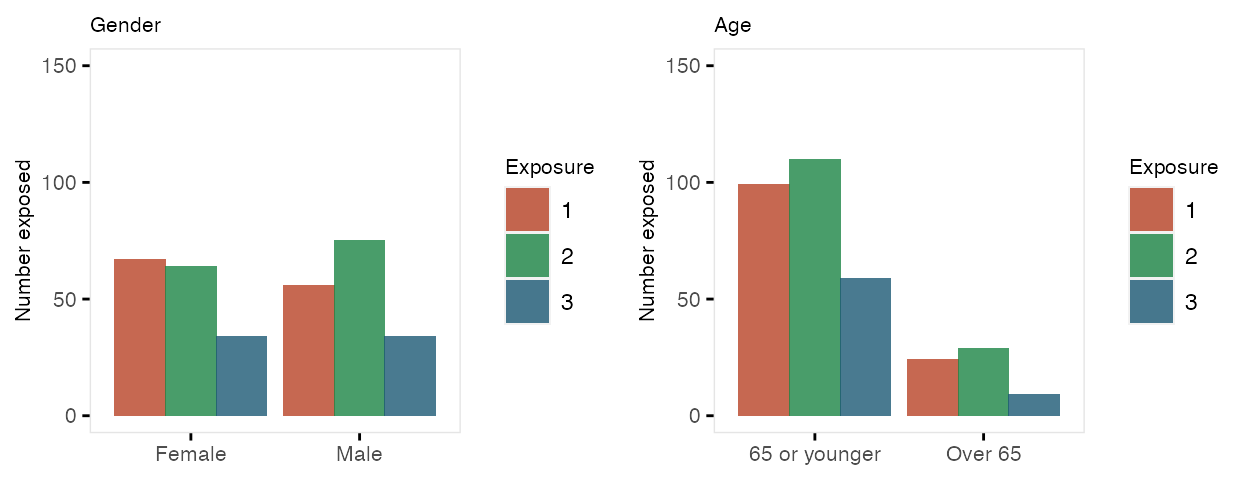 Gender
Number exposed
150
100
50
0
Female
Male
Exposure
1
2
3
Age
Number exposed
150
100
50
0
65 or younger
Over 65
Exposure
1
2
3